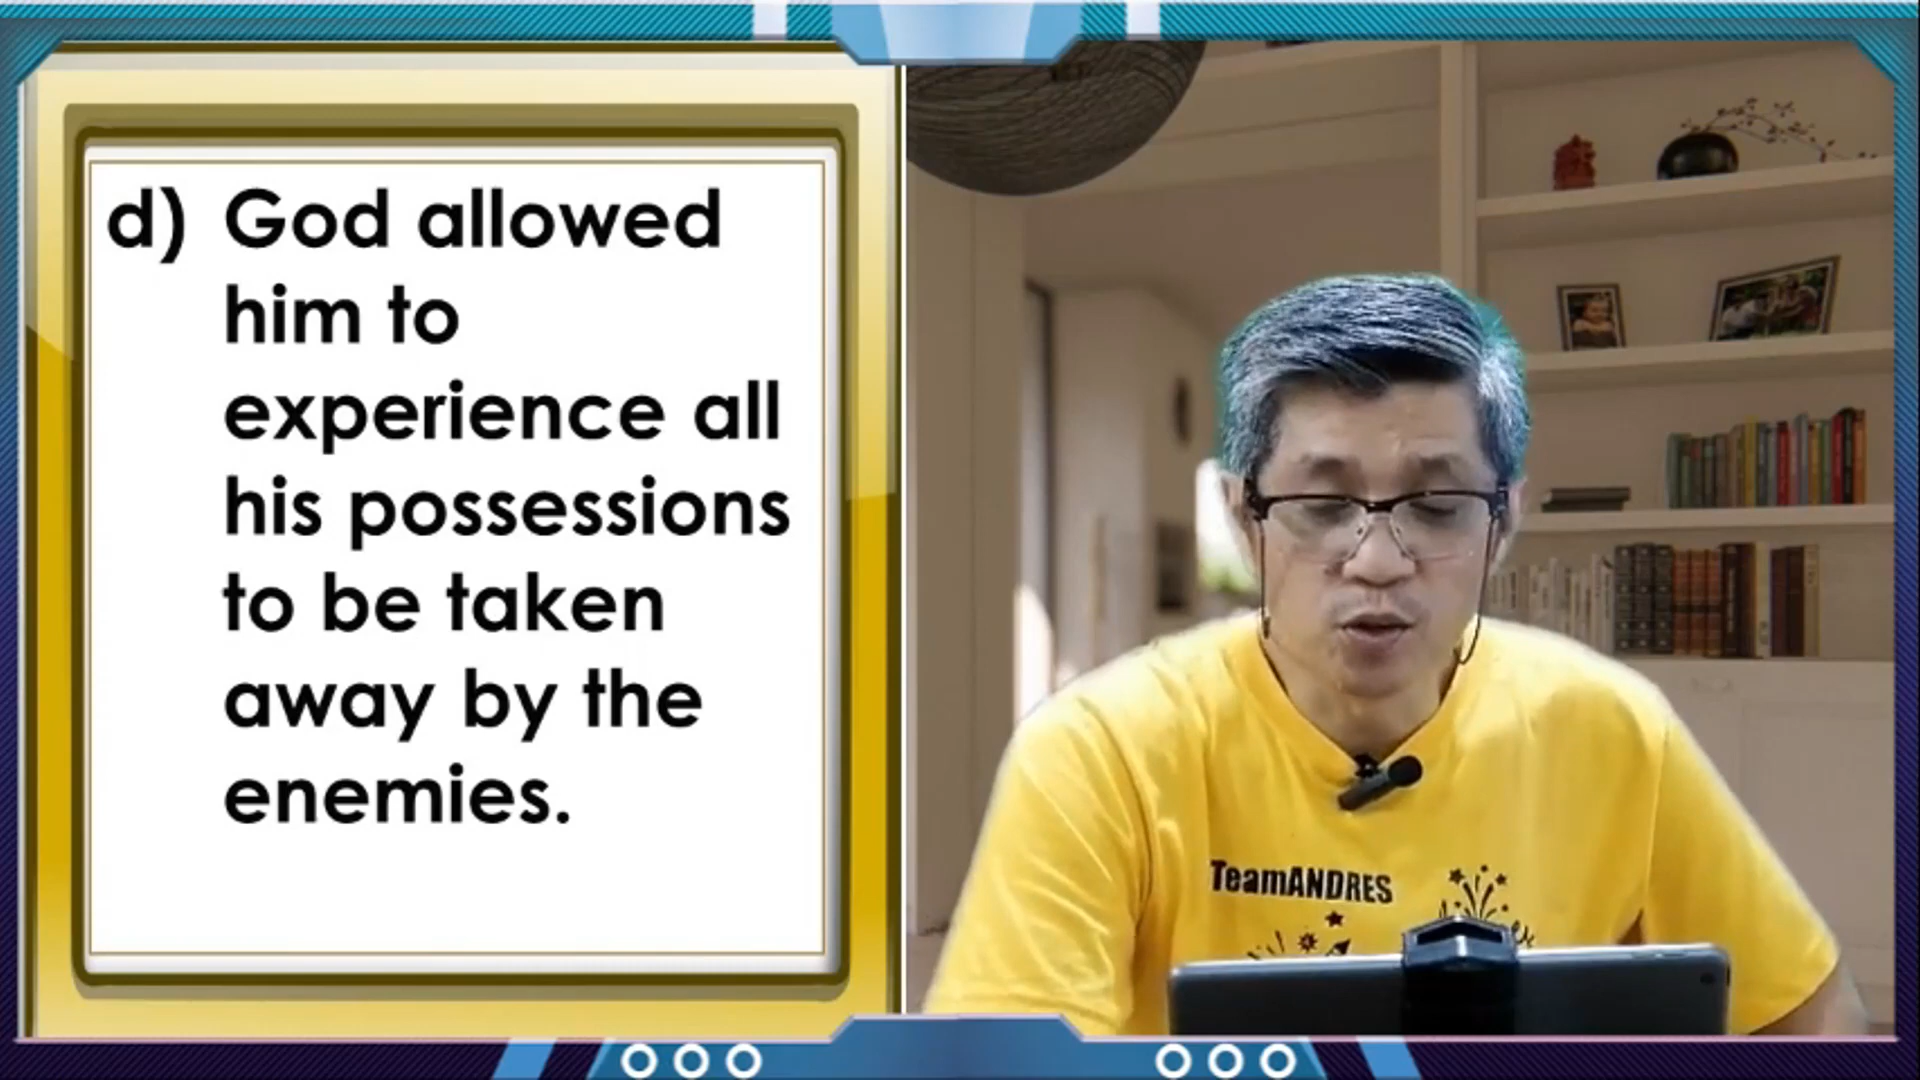 d) God allowed
him to
experience all
his possessions
to be taken
away by the
enemies.
TeamANDRES